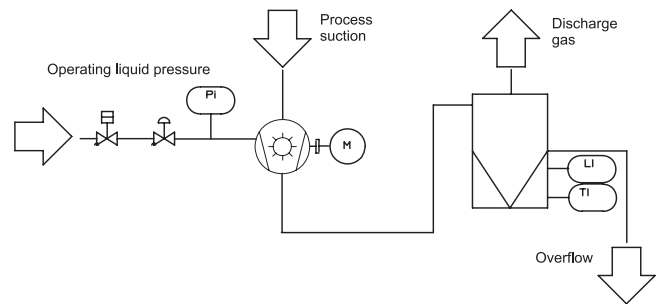 Process
suction
Discharge
gas
Operating liquid pressure
Pi
M
LI
TI
Overflow